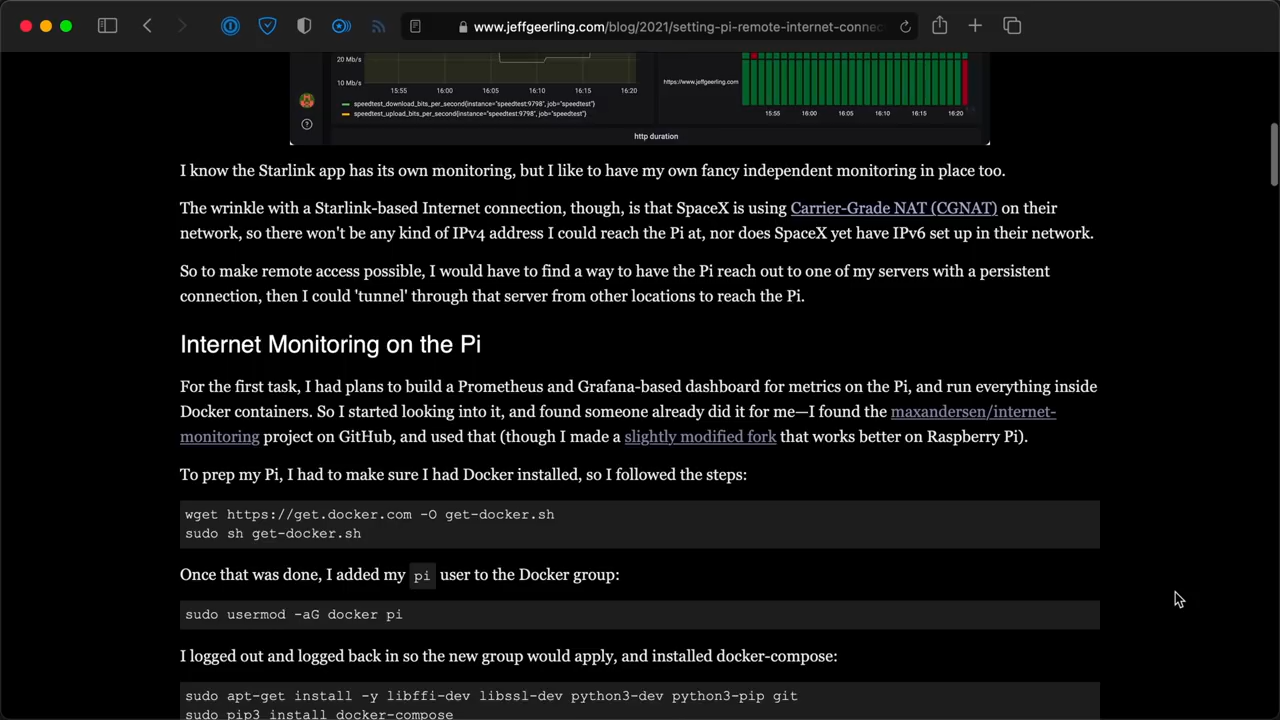 www.jeffgeerling.com/blog/2021/setting-pi-remote-internet-connec
20 Mb/s
10 Mb/s
15:55 16:00 16:05 16:10 16:15 16:20
speedtest_download_bits_per_second{instance="speedtest:9798", job="speedtest"}
speedtest_upload_bits_per_second{instance="speedtest:9798", job="speedtest"}
https://www.jeffgeerling.com
15:55 16:00 16:05 16:10 16:15 16:20
http duration
I know the Starlink app has its own monitoring, but I like to have my own fancy independent monitoring in place too.
The wrinkle with a Starlink-based Internet connection, though, is that SpaceX is using Carrier-Grade NAT (CGNAT) on their
network, so there won't be any kind of IPv4 address I could reach the Pi at, nor does SpaceX yet have IPv6 set up in their network.
So to make remote access possible, I would have to find a way to have the Pi reach out to one of my servers with a persistent
connection, then I could 'tunnel' through that server from other locations to reach the Pi.
Internet Monitoring on the Pi
For the first task, I had plans to build a Prometheus and Grafana-based dashboard for metrics on the Pi, and run everything inside
Docker containers. So I started looking into it, and found someone already did it for me—I found the maxandersen/internet-
monitoring project on GitHub, and used that (though I made a slightly modified fork that works better on Raspberry Pi).
To prep my Pi, I had to make sure I had Docker installed, so I followed the steps:
wget https://get.docker.com -O get-docker.sh
sudo sh get-docker.sh
Once that was done, I added my pi user to the Docker group:
sudo usermod -aG docker pi
I logged out and logged back in so the new group would apply, and installed docker-compose:
sudo apt-get install -y libffi-dev libssl-dev python3-dev python3-pip git
sudo pip3 install docker-compose